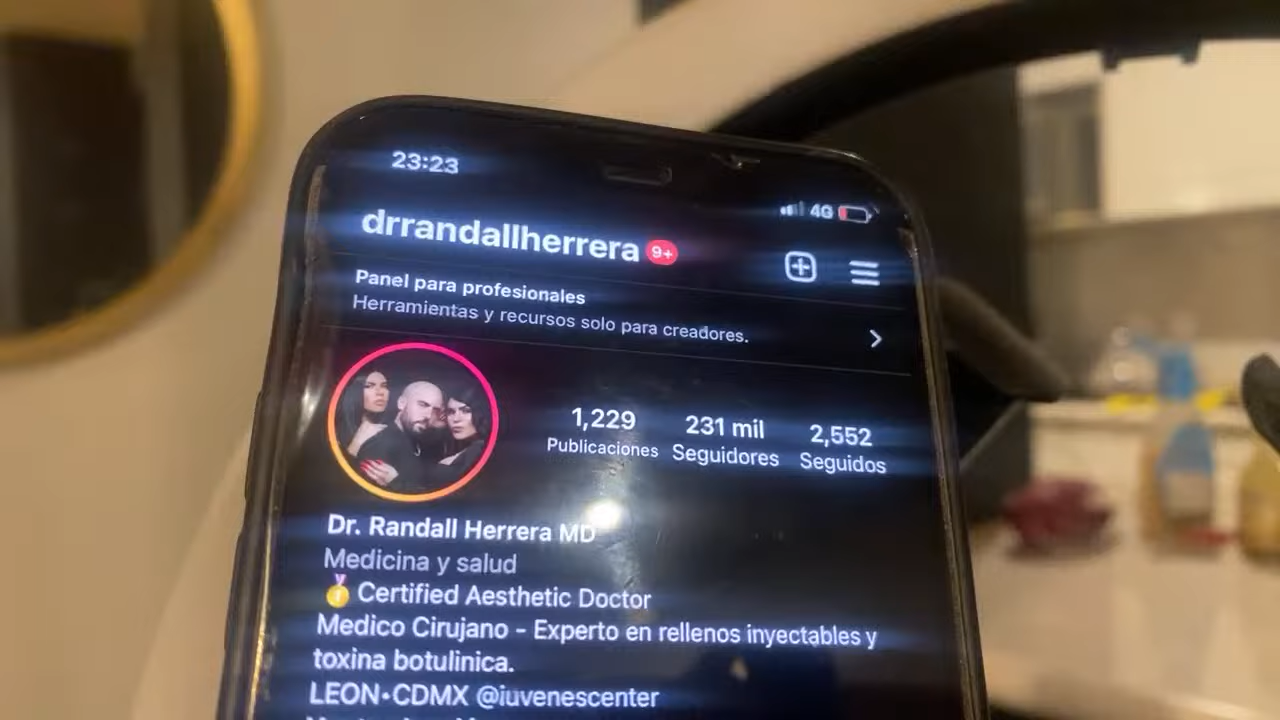 23:23
4G
drrandallherrera 9+
Panel para profesionales
Herramientas y recursos solo para creadores.
1,229 231 mil 2,552
Publicaciones Seguidores Seguidos
Dr. Randall Herrera MD
Medicina y salud
Certified Aesthetic Doctor
Medico Cirujano - Experto en rellenos inyectables y
toxina botulinica.
LEON•CDMX @iuvenescenter